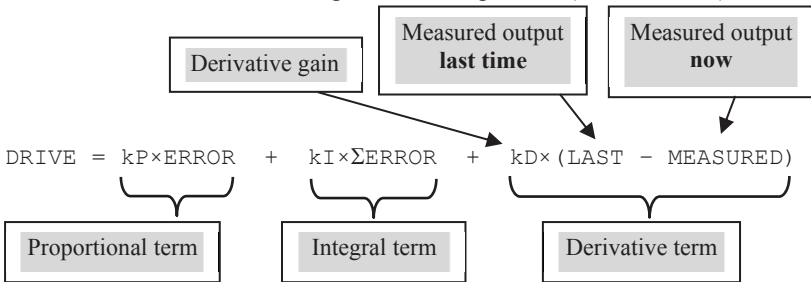 Measured output Measured output
Derivative gain last time now
DRIVE = kP×ERROR + kI×ΣERROR + kD×(LAST - MEASURED)
Proportional term Integral term Derivative term